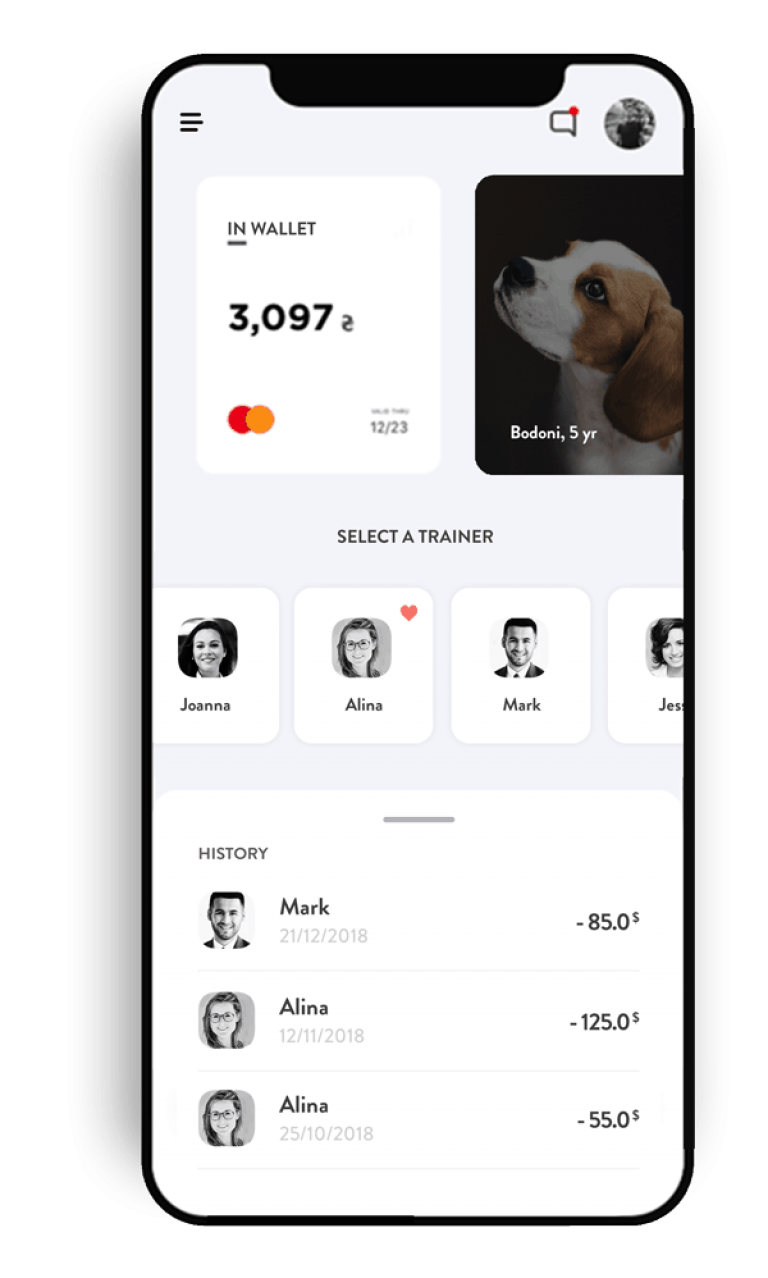 IN WALLET
3,097 ₴
VALID THRU
12/23
Bodoni, 5 yr
SELECT A TRAINER
Joanna
Alina
Mark
Jess
HISTORY
Mark
21/12/2018
- 85.0$
Alina
12/11/2018
- 125.0$
Alina
25/10/2018
- 55.0$